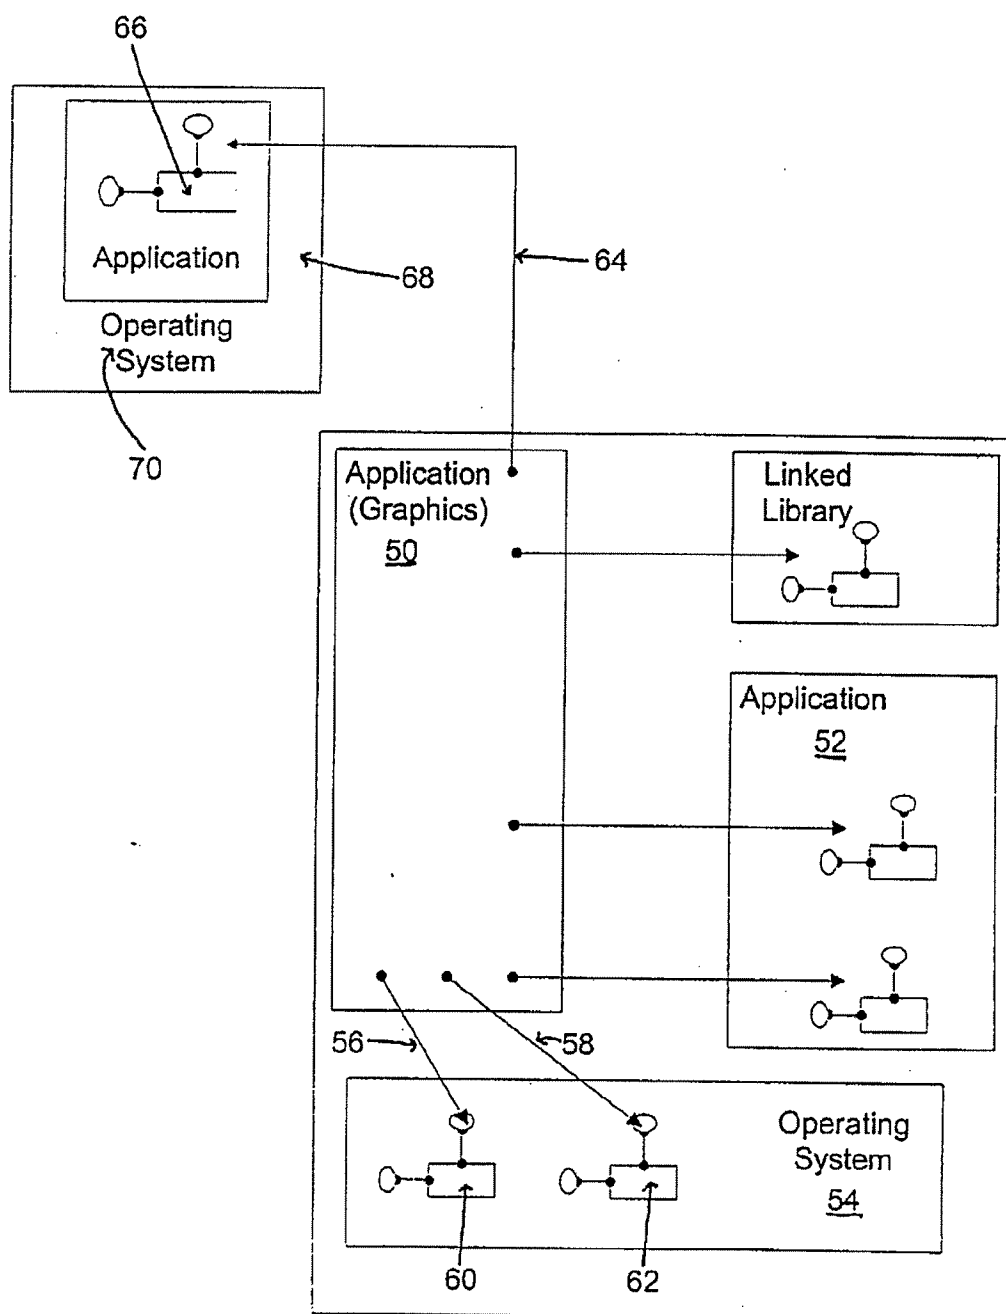 66
Application
68
64
Operating
System
70
Application
(Graphics)
50
Linked
Library
Application
52
56
58
Operating
System
54
60
62